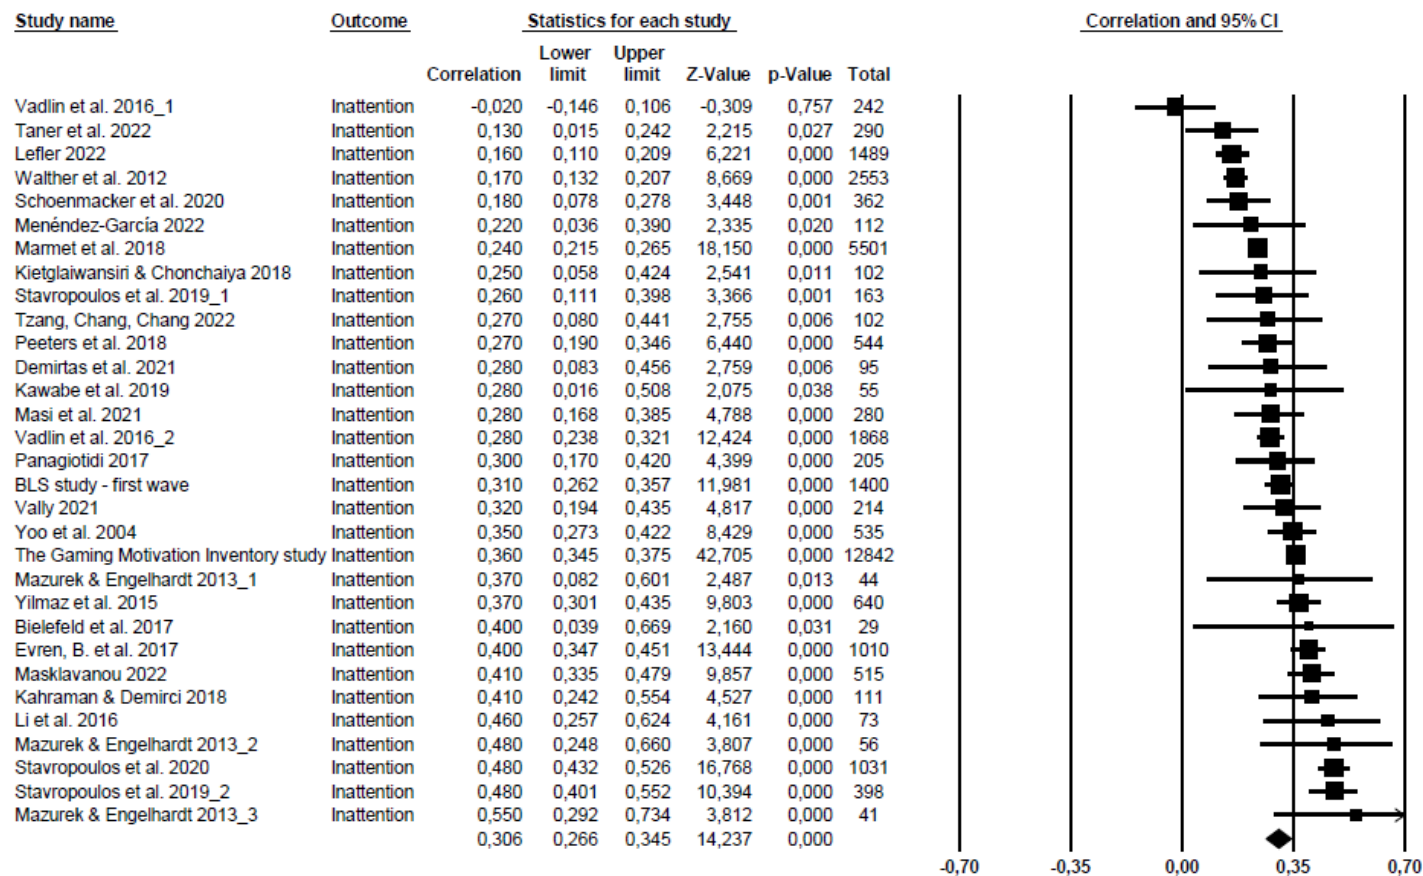 Study name Outcome Statistics for each study Correlation and 95% CI
Lower Upper
Correlation limit limit Z-Value p-Value Total
Vadlin et al. 2016_1 Inattention -0,020 -0,146 0,106 -0,309 0,757 242
Taner et al. 2022 Inattention 0,130 0,015 0,242 2,215 0,027 290
Lefler 2022 Inattention 0,160 0,110 0,209 6,221 0,000 1489
Walther et al. 2012 Inattention 0,170 0,132 0,207 8,669 0,000 2553
Schoenmacker et al. 2020 Inattention 0,180 0,078 0,278 3,448 0,001 362
Menéndez-García 2022 Inattention 0,220 0,036 0,390 2,335 0,020 112
Marmet et al. 2018 Inattention 0,240 0,215 0,265 18,150 0,000 5501
Kietglaiwansiri & Chonchaiya 2018 Inattention 0,250 0,058 0,424 2,541 0,011 102
Stavropoulos et al. 2019_1 Inattention 0,260 0,111 0,398 3,366 0,001 163
Tzang, Chang, Chang 2022 Inattention 0,270 0,080 0,441 2,755 0,006 102
Peeters et al. 2018 Inattention 0,270 0,190 0,346 6,440 0,000 544
Demirtas et al. 2021 Inattention 0,280 0,083 0,456 2,759 0,006 95
Kawabe et al. 2019 Inattention 0,280 0,016 0,508 2,075 0,038 55
Masi et al. 2021 Inattention 0,280 0,168 0,385 4,788 0,000 280
Vadlin et al. 2016_2 Inattention 0,280 0,238 0,321 12,424 0,000 1868
Panagiotidi 2017 Inattention 0,300 0,170 0,420 4,399 0,000 205
BLS study - first wave Inattention 0,310 0,262 0,357 11,981 0,000 1400
Vally 2021 Inattention 0,320 0,194 0,435 4,817 0,000 214
Yoo et al. 2004 Inattention 0,350 0,273 0,422 8,429 0,000 535
The Gaming Motivation Inventory study Inattention 0,360 0,345 0,375 42,705 0,000 12842
Mazurek & Engelhardt 2013_1 Inattention 0,370 0,082 0,601 2,487 0,013 44
Yilmaz et al. 2015 Inattention 0,370 0,301 0,435 9,803 0,000 640
Bielefeld et al. 2017 Inattention 0,400 0,039 0,669 2,160 0,031 29
Evren, B. et al. 2017 Inattention 0,400 0,347 0,451 13,444 0,000 1010
Masklavanou 2022 Inattention 0,410 0,335 0,479 9,857 0,000 515
Kahraman & Demirci 2018 Inattention 0,410 0,242 0,554 4,527 0,000 111
Li et al. 2016 Inattention 0,460 0,257 0,624 4,161 0,000 73
Mazurek & Engelhardt 2013_2 Inattention 0,480 0,248 0,660 3,807 0,000 56
Stavropoulos et al. 2020 Inattention 0,480 0,432 0,526 16,768 0,000 1031
Stavropoulos et al. 2019_2 Inattention 0,480 0,401 0,552 10,394 0,000 398
Mazurek & Engelhardt 2013_3 Inattention 0,550 0,292 0,734 3,812 0,000 41
0,306 0,266 0,345 14,237 0,000
-0,70 -0,35 0,00 0,35 0,70